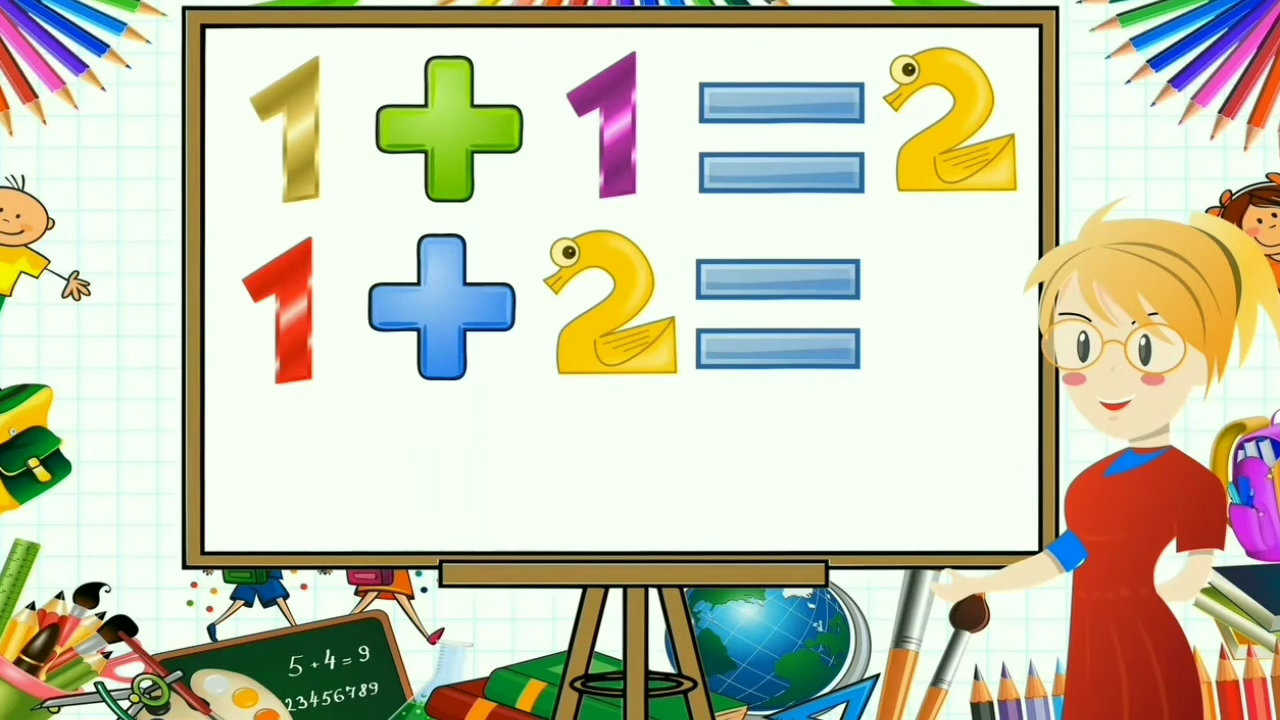 1 + 1 = 2
1 + 2 =
5 + 4 = 9
23456789